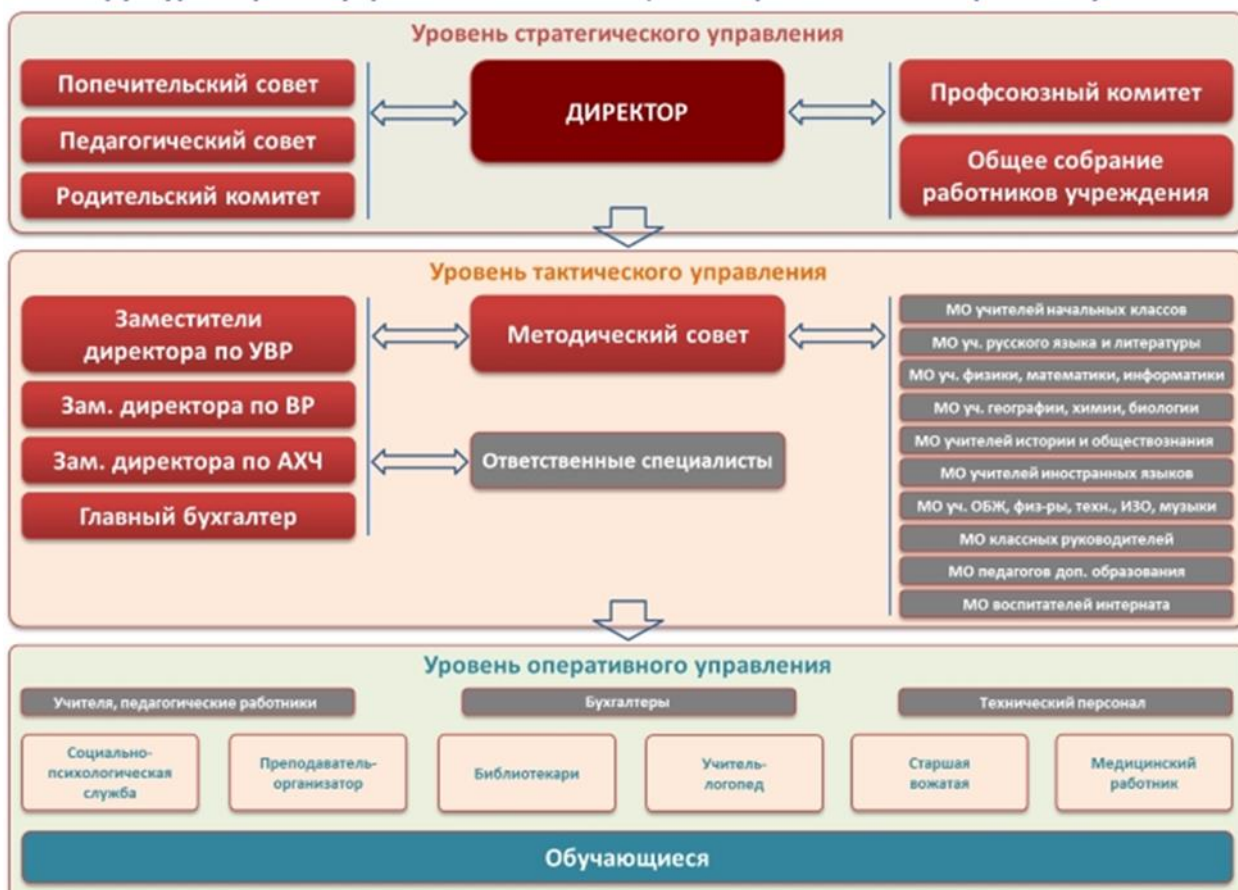 Уровень стратегического управления
Попечительский совет
Педагогический совет
Родительский комитет
ДИРЕКТОР
Профсоюзный комитет
Общее собрание
работников учреждения
Уровень тактического управления
Заместители
директора по УВР
Зам. директора по ВР
Зам. директора по АХЧ
Главный бухгалтер
Методический совет
Ответственные специалисты
МО учителей начальных классов
МО уч. русского языка и литературы
МО уч. физики, математики, информатики
МО уч. географии, химии, биологии
МО учителей истории и обществознания
МО учителей иностранных языков
МО уч. ОБЖ, физ-ры, техн., ИЗО, музыки
МО классных руководителей
МО педагогов доп. образования
МО воспитателей интерната
Уровень оперативного управления
Учителя, педагогические работники
Бухгалтеры
Технический персонал
Социально-
психологическая
служба
Преподаватель-
организатор
Библиотекари
Учитель-
логопед
Старшая
вожатая
Медицинский
работник
Обучающиеся